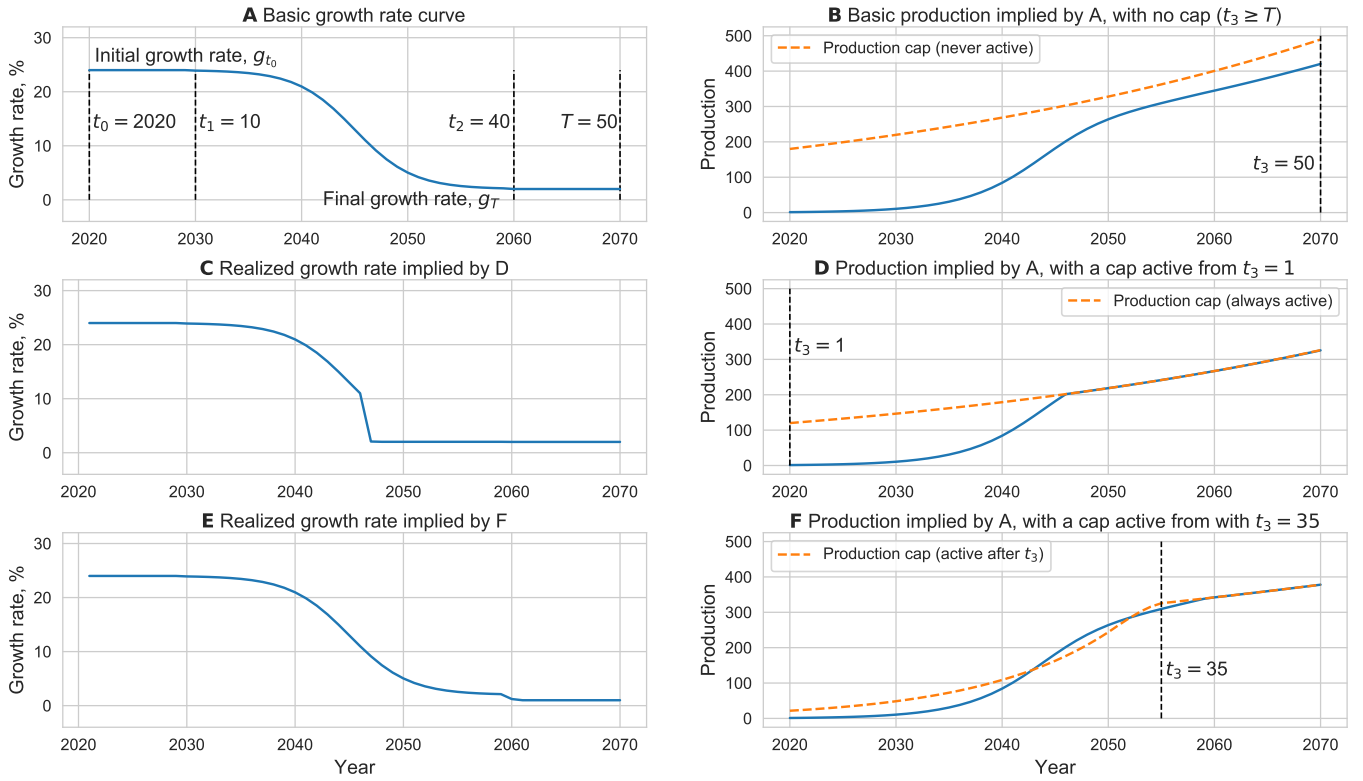 A Basic growth rate curve
Growth rate, %
30
20
10
0
Initial growth rate, g_{t_0}
t_0 = 2020
t_1 = 10
t_2 = 40
T = 50
Final growth rate, g_T
2020 2030 2040 2050 2060 2070
B Basic production implied by A, with no cap (t_3 ≥ T)
Production
500
400
300
200
100
0
Production cap (never active)
t_3 = 50
2020 2030 2040 2050 2060 2070
C Realized growth rate implied by D
Growth rate, %
30
20
10
0
2020 2030 2040 2050 2060 2070
D Production implied by A, with a cap active from t_3 = 1
Production
500
400
300
200
100
0
Production cap (always active)
t_3 = 1
2020 2030 2040 2050 2060 2070
E Realized growth rate implied by F
Growth rate, %
30
20
10
0
2020 2030 2040 2050 2060 2070
Year
F Production implied by A, with a cap active from with t_3 = 35
Production
500
400
300
200
100
0
Production cap (active after t_3)
t_3 = 35
2020 2030 2040 2050 2060 2070
Year